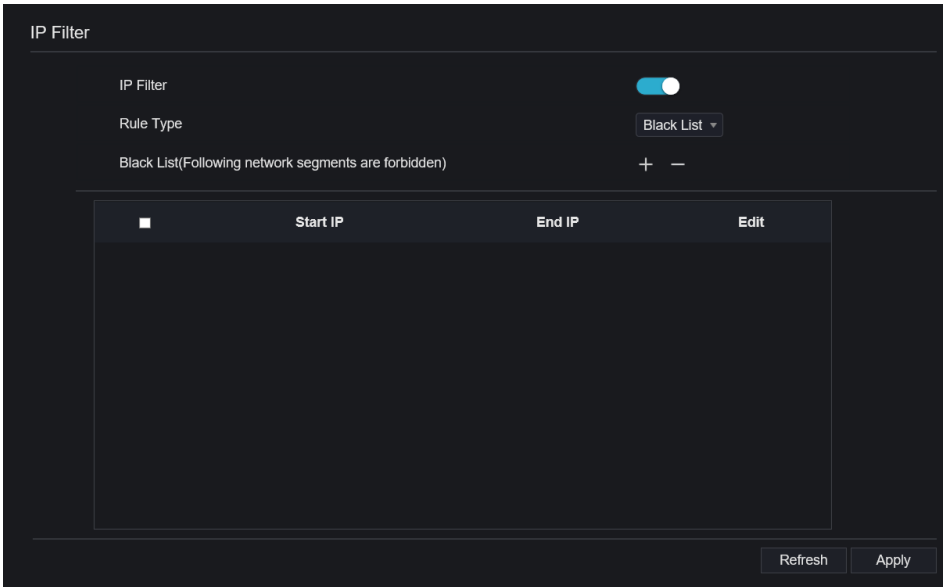 IP Filter
IP Filter
Rule Type Black List
Black List(Following network segments are forbidden) + −
Start IP End IP Edit
Refresh Apply